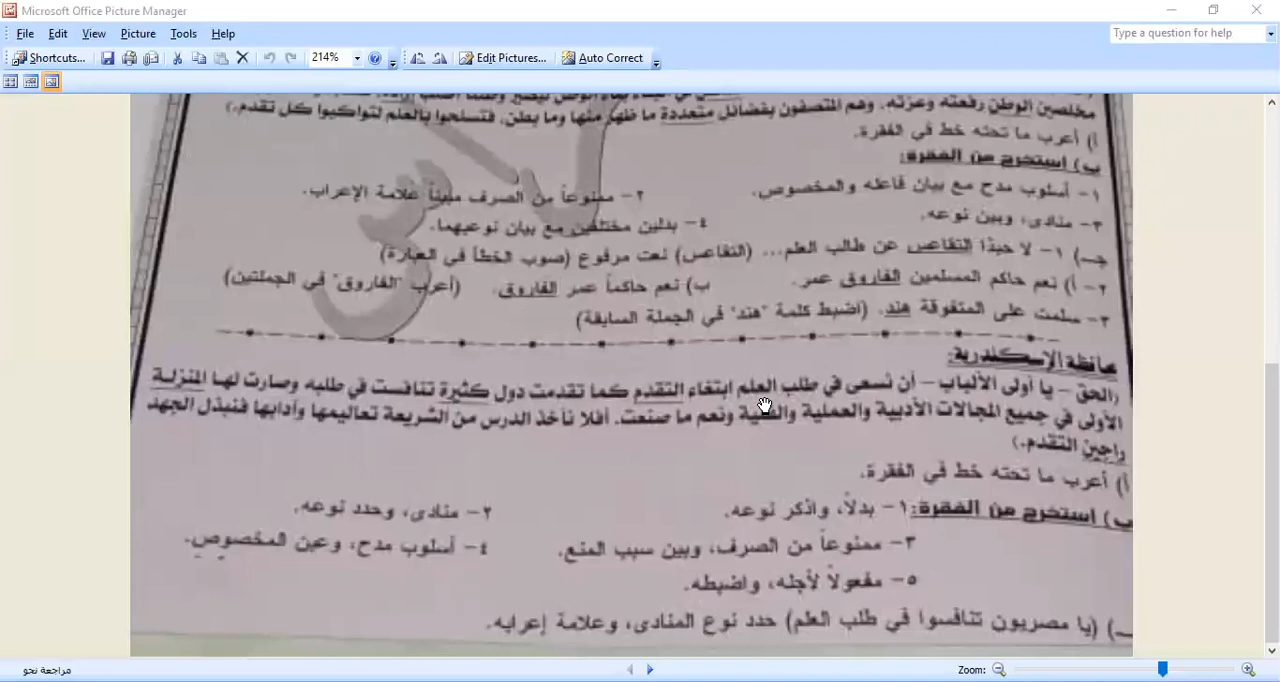 Microsoft Office Picture Manager
File Edit View Picture Tools Help
Type a question for help
Shortcuts... 214% Edit Pictures... Auto Correct
مخلصين الوطن رفعته وعزته، وهم المتصفون بفضائل متعددة ما ظهر منها وما بطن، فتسلحوا بالعلم لتواكبوا كل تقدم.)
أ) أعرب ما تحته خط في الفقرة.
ب) استخرج من الفقرة:
١- أسلوب مدح مع بيان فاعله والمخصوص. ٢- ممنوعاً من الصرف مبيناً علامة الإعراب.
٣- منادى، وبين نوعه. ٤- بدلين مختلفين مع بيان نوعيهما.
جـ) ١- لا حبذا التقاعس عن طالب العلم... (التقاعس) نعت مرفوع (صوب الخطأ في العبارة)
٢- أ) نعم حاكم المسلمين الفاروق عمر. ب) نعم حاكماً عمر الفاروق. (أعرب "الفاروق" في الجملتين)
٣- سلمت على المتفوقة هند. (اضبط كلمة "هند" في الجملة السابقة)
حافظة الإسكندرية:
(الحق - يا أولى الألباب - أن نسعى في طلب العلم ابتغاء التقدم كما تقدمت دول كثيرة تنافست في طلبه وصارت لها المنزلة
الأولى في جميع المجالات الأدبية والعملية والفنية ونعم ما صنعت. أفلا نأخذ الدرس من الشريعة تعاليمها وآدابها فنبذل الجهد
راجين التقدم.)
أ) أعرب ما تحته خط في الفقرة.
ب) استخرج من الفقرة: ١- بدلاً، واذكر نوعه. ٢- منادى، وحدد نوعه.
٣- ممنوعاً من الصرف، وبين سبب المنع. ٤- أسلوب مدح، وعين المخصوص.
٥- مفعولاً لأجله، واضبطه.
ـ) (يا مصريون تنافسوا في طلب العلم) حدد نوع المنادى، وعلامة إعرابه.
مراجعة نحو
Zoom: